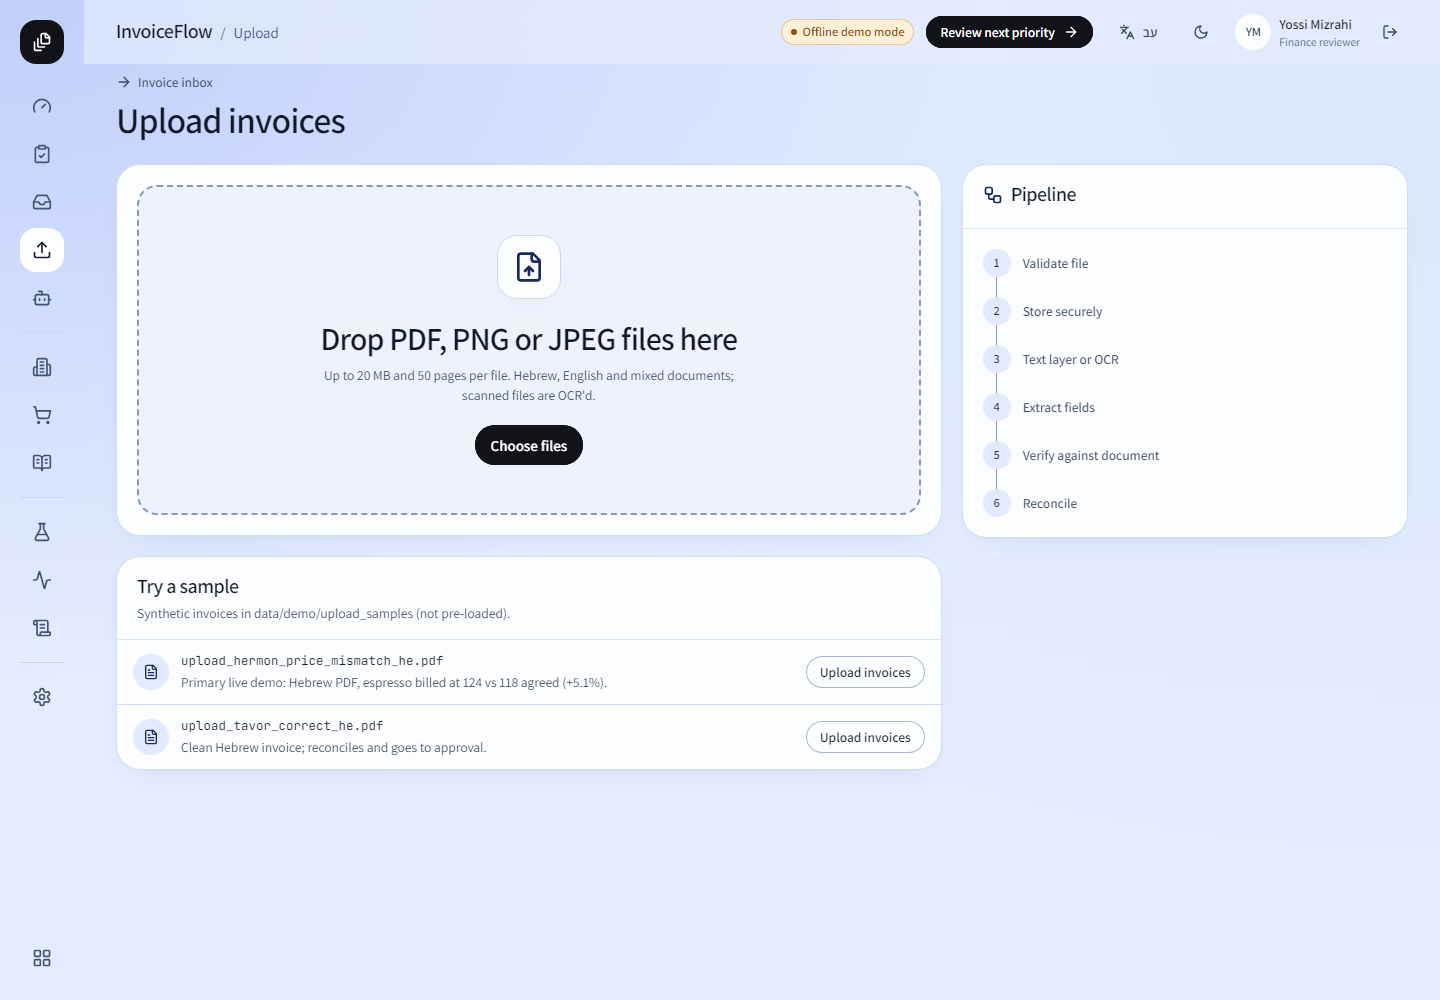 InvoiceFlow / Upload
Offline demo mode
Review next priority
עב
YM
Yossi Mizrahi
Finance reviewer
Invoice inbox
Upload invoices
Drop PDF, PNG or JPEG files here
Up to 20 MB and 50 pages per file. Hebrew, English and mixed documents;
scanned files are OCR'd.
Choose files
Pipeline
1 Validate file
2 Store securely
3 Text layer or OCR
4 Extract fields
5 Verify against document
6 Reconcile
Try a sample
Synthetic invoices in data/demo/upload_samples (not pre-loaded).
upload_hermon_price_mismatch_he.pdf
Primary live demo: Hebrew PDF, espresso billed at 124 vs 118 agreed (+5.1%).
Upload invoices
upload_tavor_correct_he.pdf
Clean Hebrew invoice; reconciles and goes to approval.
Upload invoices